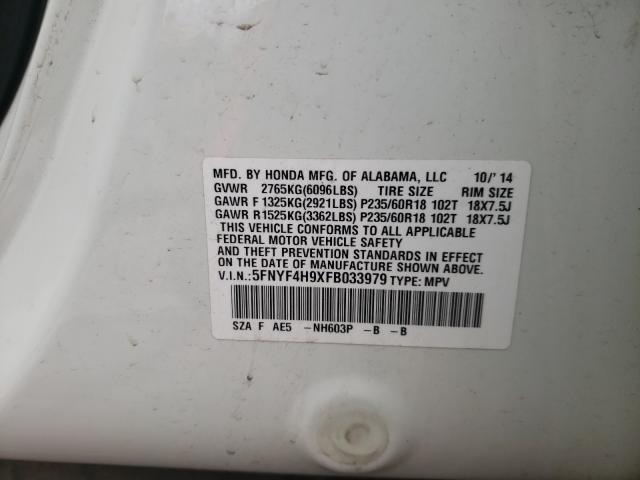 MFD. BY HONDA MFG. OF ALABAMA, LLC 10/'14
GVWR 2765KG(6096LBS) TIRE SIZE RIM SIZE
GAWR F 1325KG(2921LBS) P235/60R18 102T 18X7.5J
GAWR R1525KG(3362LBS) P235/60R18 102T 18X7.5J
THIS VEHICLE CONFORMS TO ALL APPLICABLE
FEDERAL MOTOR VEHICLE SAFETY
AND THEFT PREVENTION STANDARDS IN EFFECT
ON THE DATE OF MANUFACTURE SHOWN ABOVE.
V.I.N.:5FNYF4H9XFB033979 TYPE: MPV
SZA F AE5 -NH603P -B -B